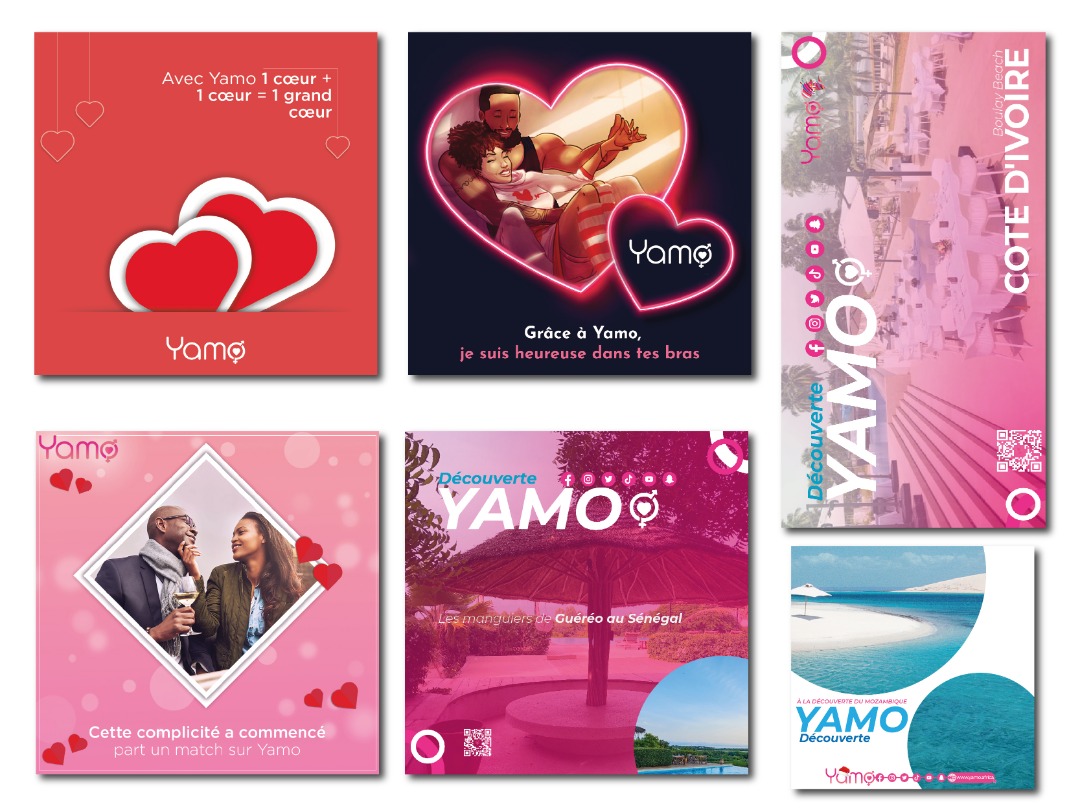 Avec Yamo 1 cœur +
1 cœur = 1 grand
cœur
Yamo
Yamo
Grâce à Yamo,
je suis heureuse dans tes bras
Yamo
Découverte
YAMO
Boulay Beach
COTE D'IVOIRE
Yamo
Cette complicité a commencé
part un match sur Yamo
Découverte
YAMO
Les manguiers de Guéréo au Sénégal
À LA DÉCOUVERTE DU MOZAMBIQUE
YAMO
Découverte
Yamo